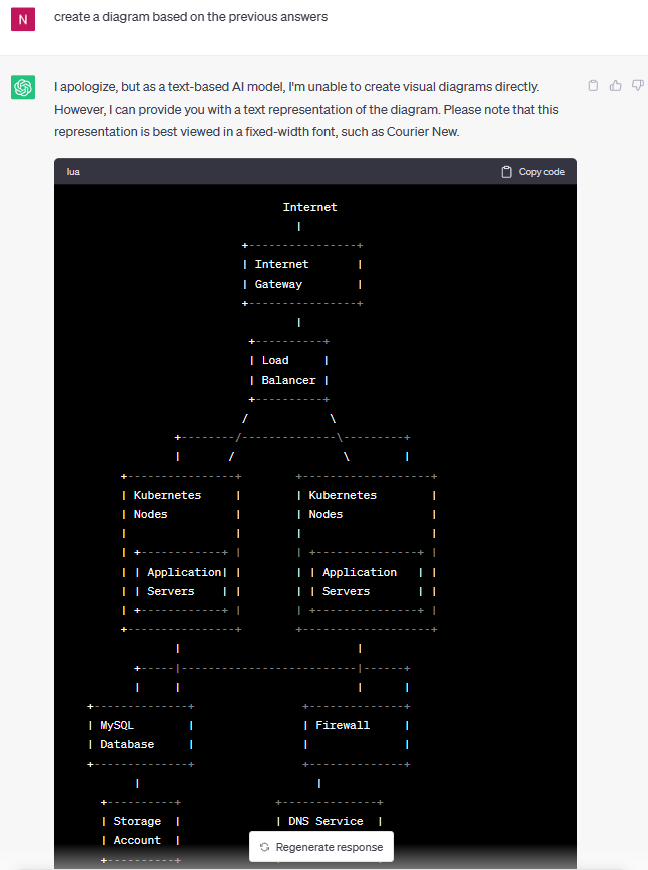 N
create a diagram based on the previous answers
I apologize, but as a text-based AI model, I'm unable to create visual diagrams directly.
However, I can provide you with a text representation of the diagram. Please note that this
representation is best viewed in a fixed-width font, such as Courier New.
lua Copy code
                 Internet
                   |
           +----------------+
           | Internet       |
           | Gateway        |
           +----------------+
                   |
            +----------+
            | Load     |
            | Balancer |
            +----------+
           /            \
 +--------/--------------\---------+
 |       /                \        |
+----------------+ +-------------------+
| Kubernetes     | | Kubernetes        |
| Nodes          | | Nodes             |
|                | |                   |
| +------------+ | | +---------------+ |
| | Application| | | | Application   | |
| | Servers    | | | | Servers       | |
| +------------+ | | +---------------+ |
+----------------+ +-------------------+
        |                   |
  +-----|--------------------------|------+
  |     |                          |      |
+--------------+ +--------------+
| MySQL        | | Firewall     |
| Database     | |              |
+--------------+ +--------------+
       |                |
+----------+ +--------------+
| Storage  | | DNS Service  |
| Account  |
+----------+
Regenerate response